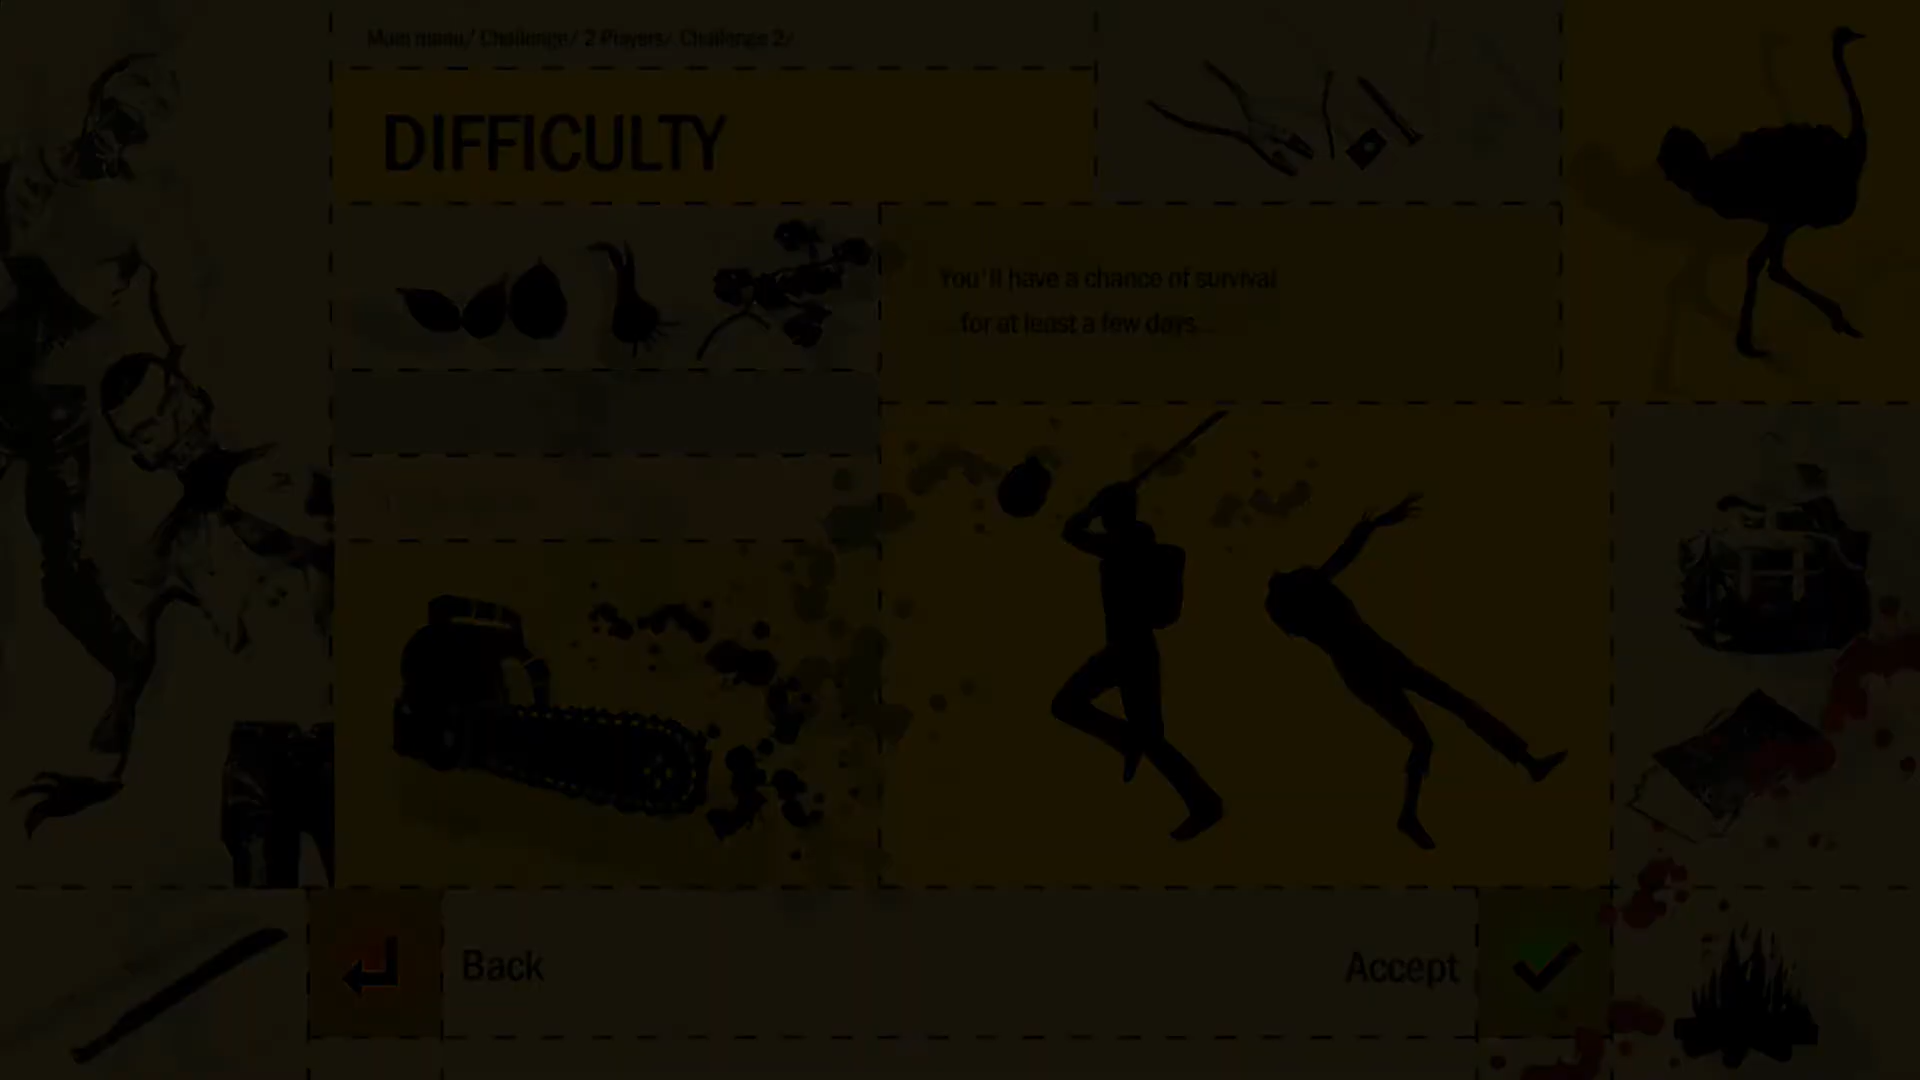 Main menu/ Challenge/ 2 Players/ Challenge 2/
DIFFICULTY
You'll have a chance of survival
for at least a few days...
Back
Accept